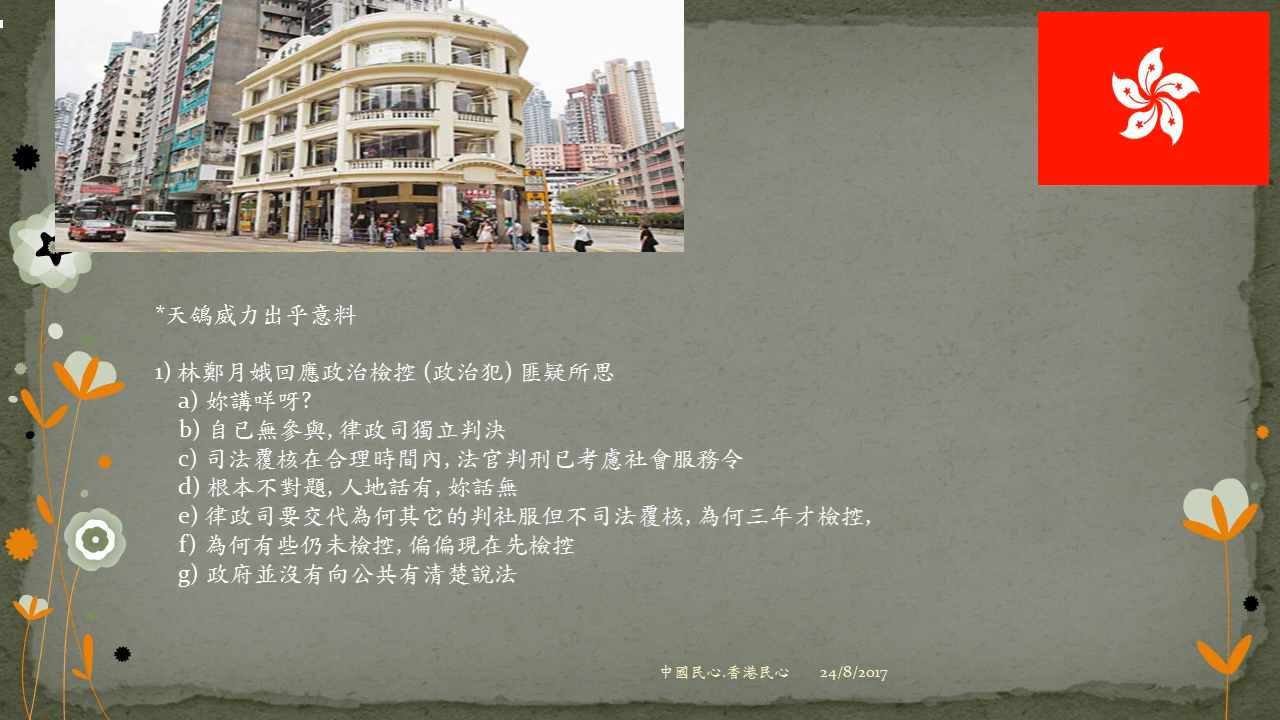 雷生春
*天鴿威力出乎意料
1) 林鄭月娥回應政治檢控 (政治犯) 匪疑所思
a) 妳講咩呀?
b) 自已無參與, 律政司獨立判決
c) 司法覆核在合理時間內, 法官判刑已考慮社會服務令
d) 根本不對題, 人地話有, 妳話無
e) 律政司要交代為何其它的判社服但不司法覆核, 為何三年才檢控,
f) 為何有些仍未檢控, 偏偏現在先檢控
g) 政府並沒有向公共有清楚說法
中國民心.香港民心 24/8/2017